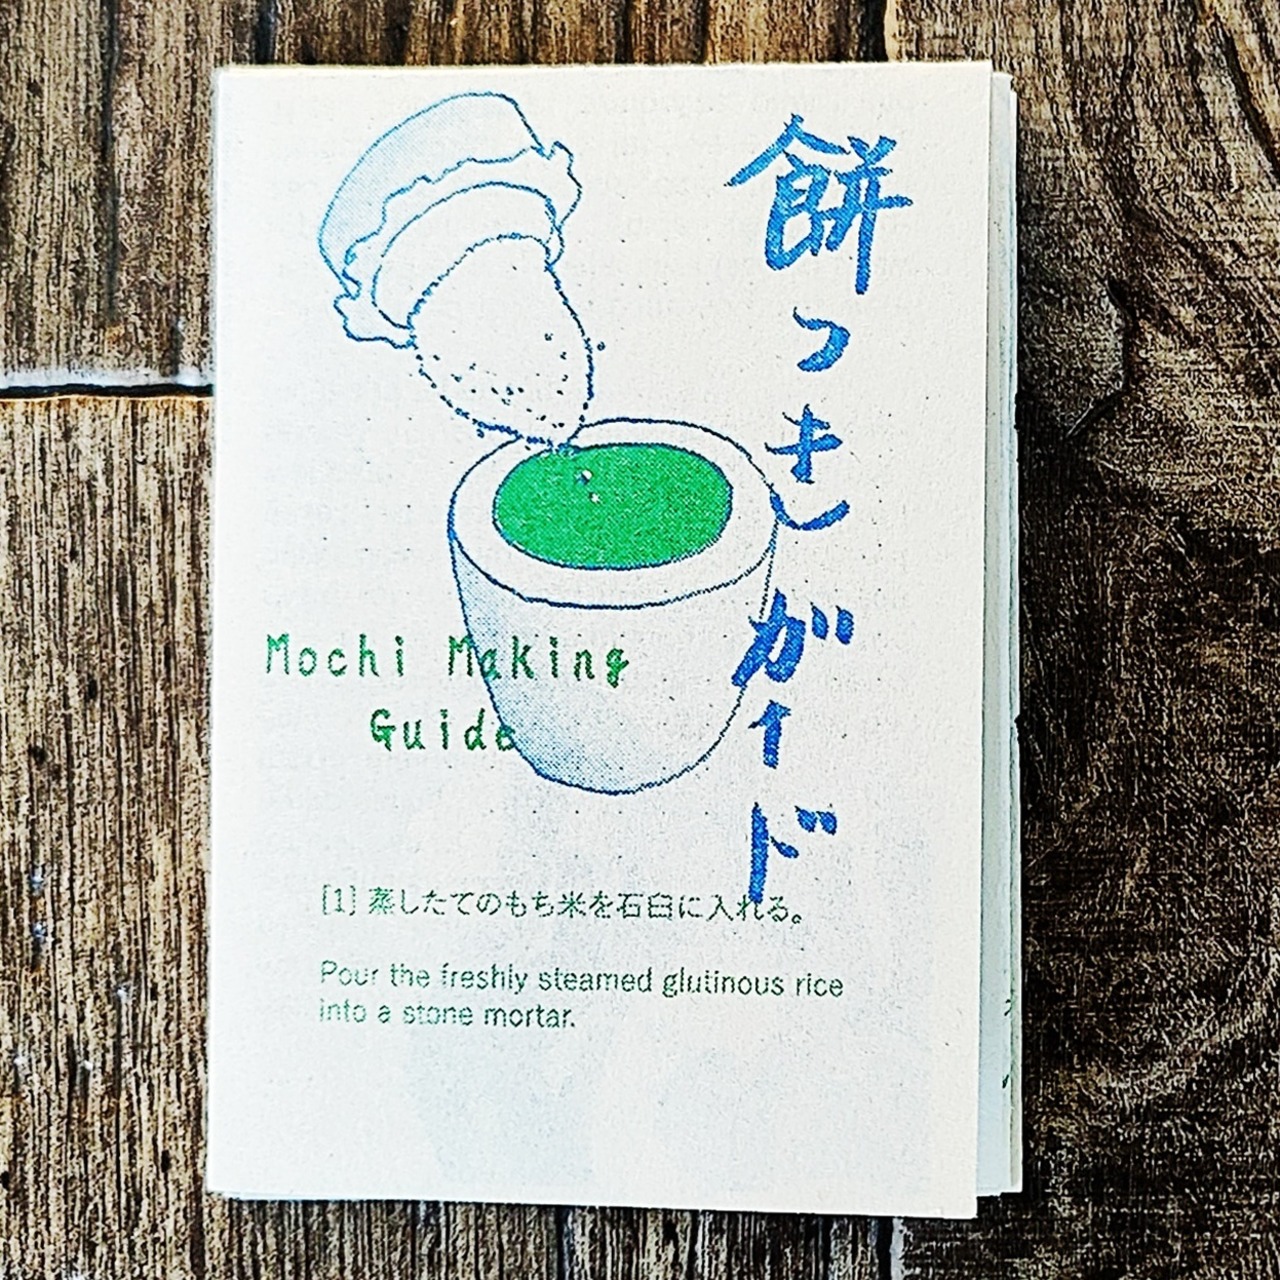 餅つきガイド
Mochi Making
Guide
[1] 蒸したてのもち米を石臼に入れる。
Pour the freshly steamed glutinous rice
into a stone mortar.